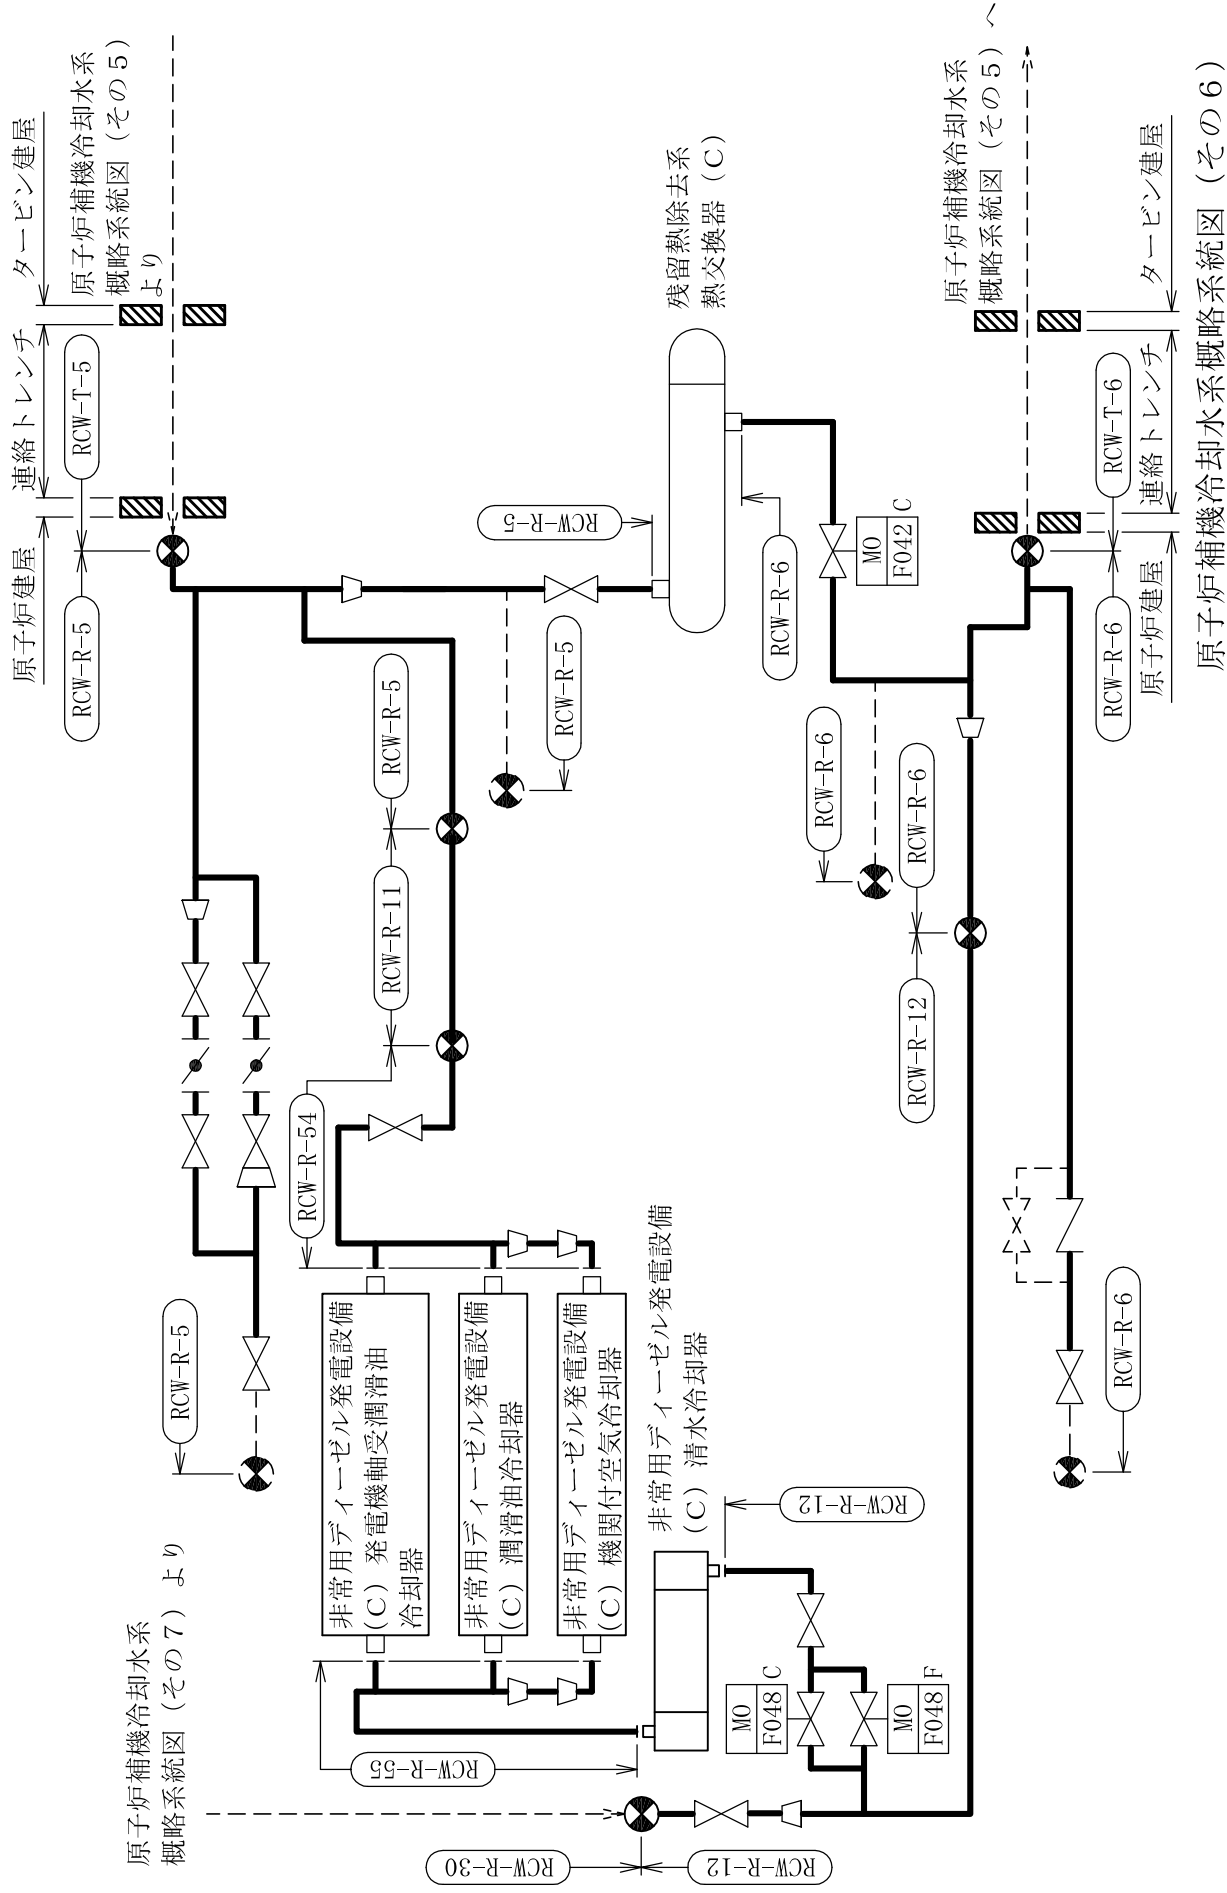 原子炉補機冷却水系
概略系統図（その７）より
RCW-R-30
RCW-R-12
RCW-R-5
原子炉建屋
連絡トレンチ
タービン建屋
RCW-R-5
RCW-T-5
原子炉補機冷却水系
概略系統図（その５）
より
RCW-R-54
RCW-R-11
RCW-R-5
RCW-R-5
RCW-R-55
非常用ディーゼル発電設備
（C）発電機軸受潤滑油
冷却器
非常用ディーゼル発電設備
（C）潤滑油冷却器
非常用ディーゼル発電設備
（C）機関付空気冷却器
非常用ディーゼル発電設備
（C）清水冷却器
RCW-R-12
MO
F048 C
MO
F048 F
RCW-R-5
残留熱除去系
熱交換器（C）
RCW-R-6
MO
F042 C
RCW-R-6
RCW-R-12
RCW-R-6
原子炉補機冷却水系
概略系統図（その５）へ
RCW-R-6
RCW-R-6
RCW-T-6
原子炉建屋
連絡トレンチ
タービン建屋
原子炉補機冷却水系概略系統図（その６）